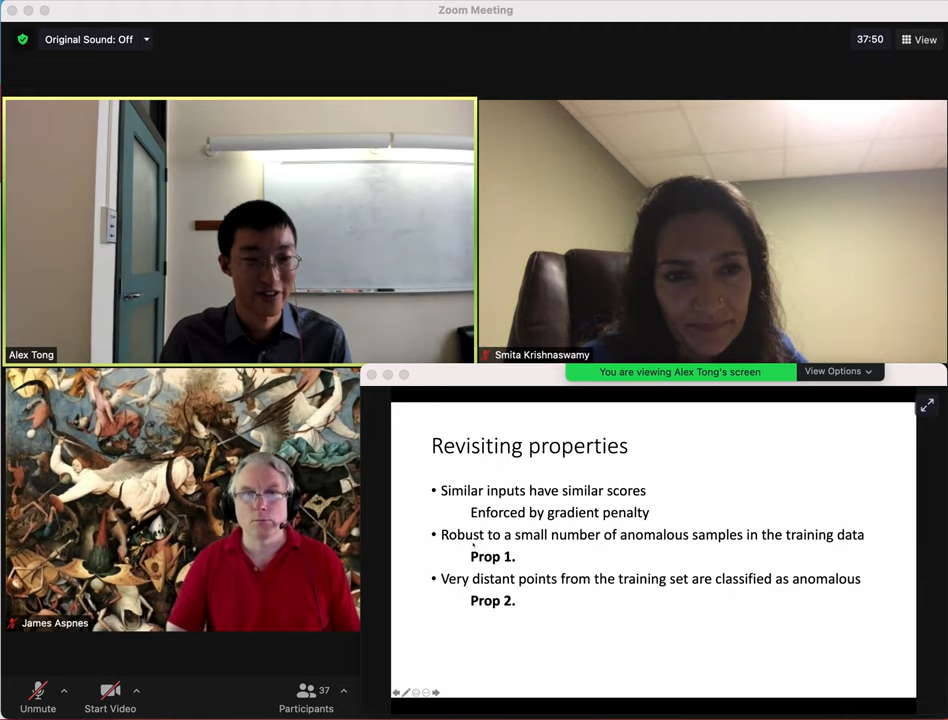 Zoom Meeting
Original Sound: Off
37:50
View
Alex Tong
Smita Krishnaswamy
You are viewing Alex Tong's screen
View Options
Revisiting properties
• Similar inputs have similar scores
Enforced by gradient penalty
• Robust to a small number of anomalous samples in the training data
Prop 1.
• Very distant points from the training set are classified as anomalous
Prop 2.
James Aspnes
Unmute
Start Video
37
Participants